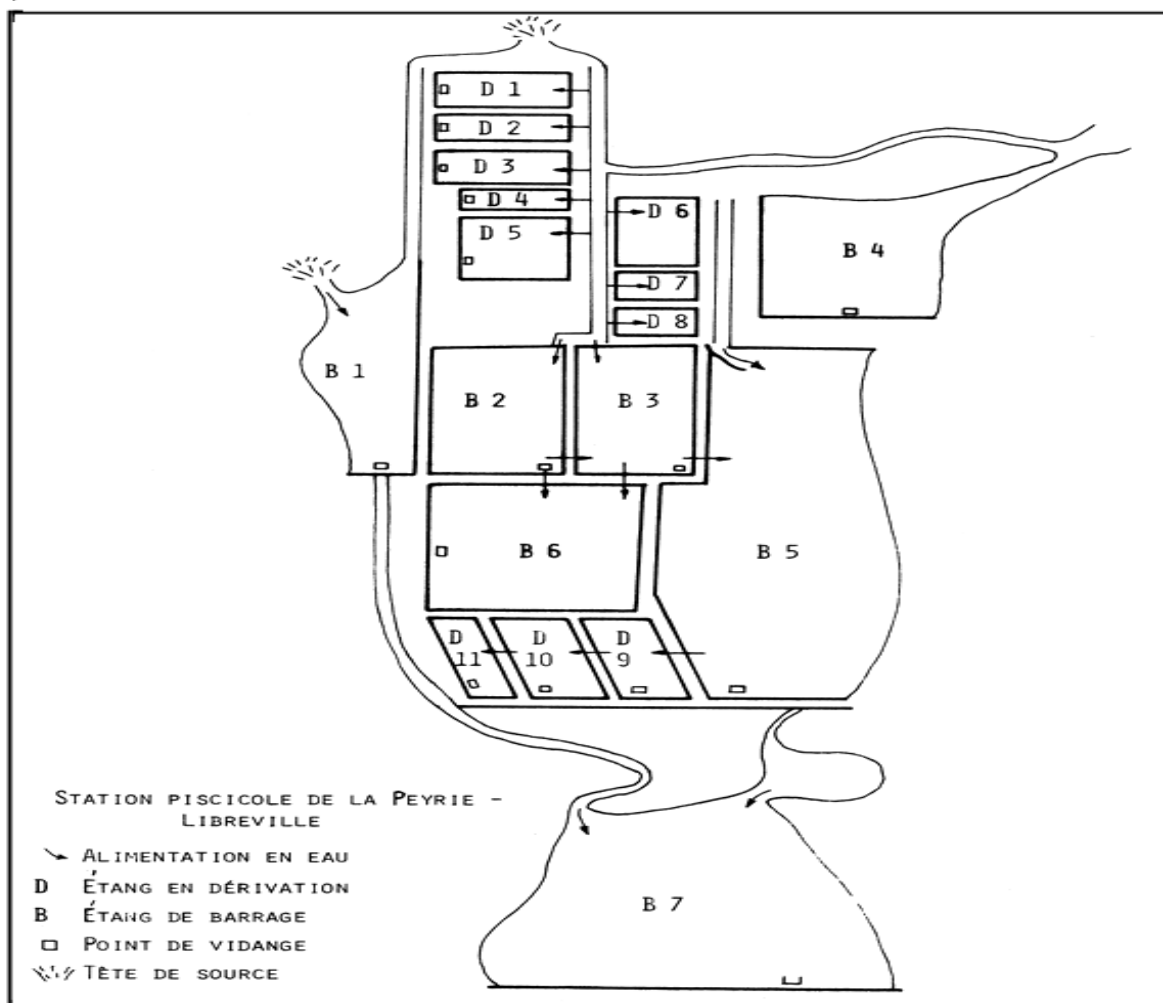 D 1
D 2
D 3
D 4
D 5
D 6
D 7
D 8
B 4
B 1
B 2
B 3
B 6
B 5
D 11
D 10
D 9
STATION PISCICOLE DE LA PEYRIE -
LIBREVILLE
ALIMENTATION EN EAU
D ÉTANG EN DÉRIVATION
B ÉTANG DE BARRAGE
POINT DE VIDANGE
TÈTE DE SOURCE
B 7